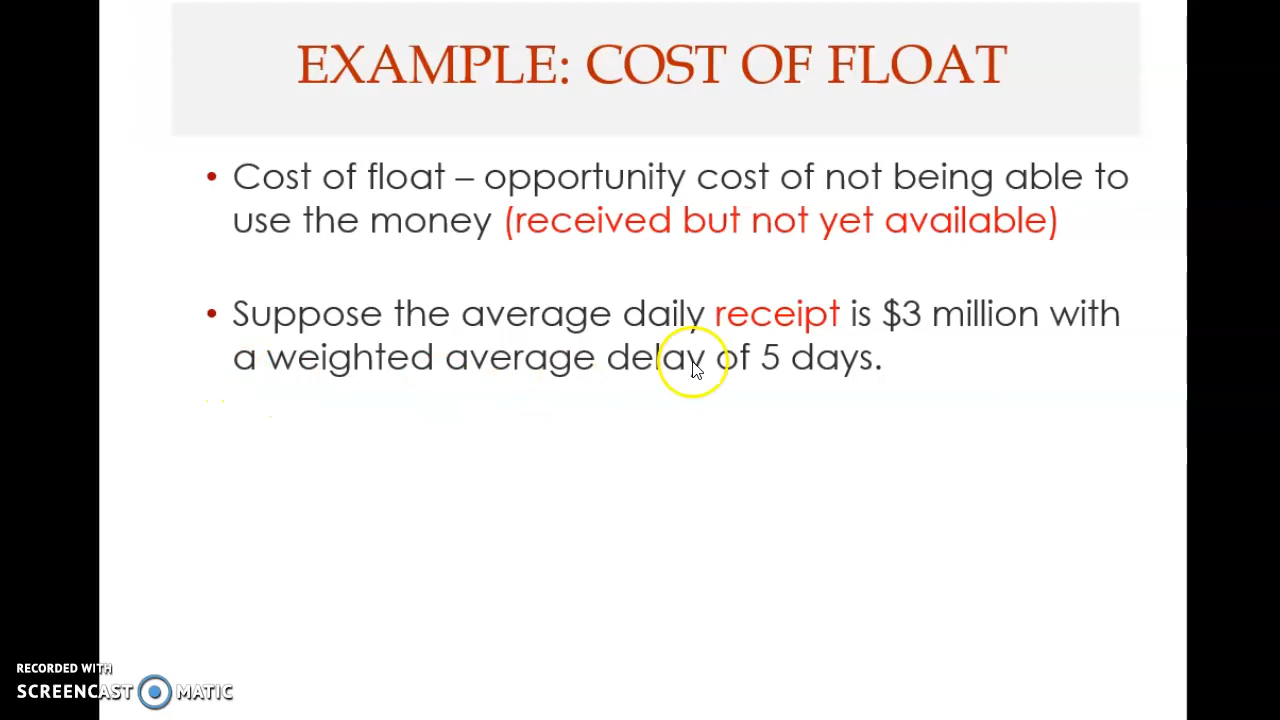 EXAMPLE: COST OF FLOAT
• Cost of float – opportunity cost of not being able to
use the money (received but not yet available)
• Suppose the average daily receipt is $3 million with
a weighted average delay of 5 days.
RECORDED WITH
SCREENCAST MATIC